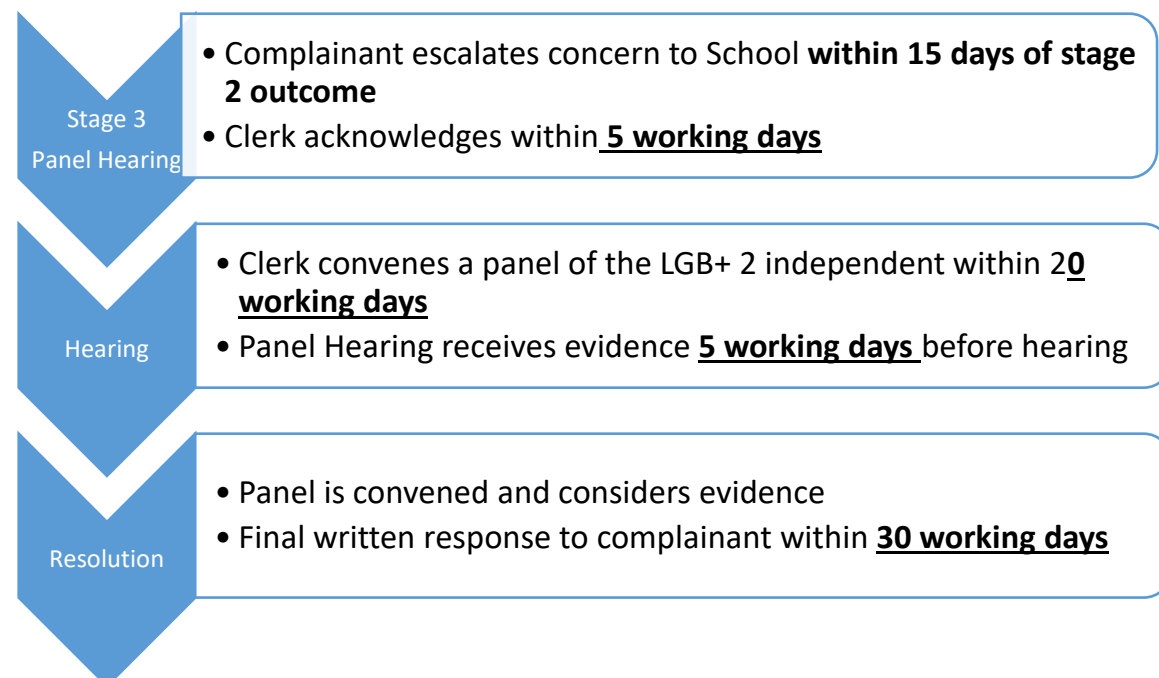 Stage 3
Panel Hearing
• Complainant escalates concern to School within 15 days of stage
2 outcome
• Clerk acknowledges within 5 working days
Hearing
• Clerk convenes a panel of the LGB+ 2 independent within 20
working days
• Panel Hearing receives evidence 5 working days before hearing
Resolution
• Panel is convened and considers evidence
• Final written response to complainant within 30 working days